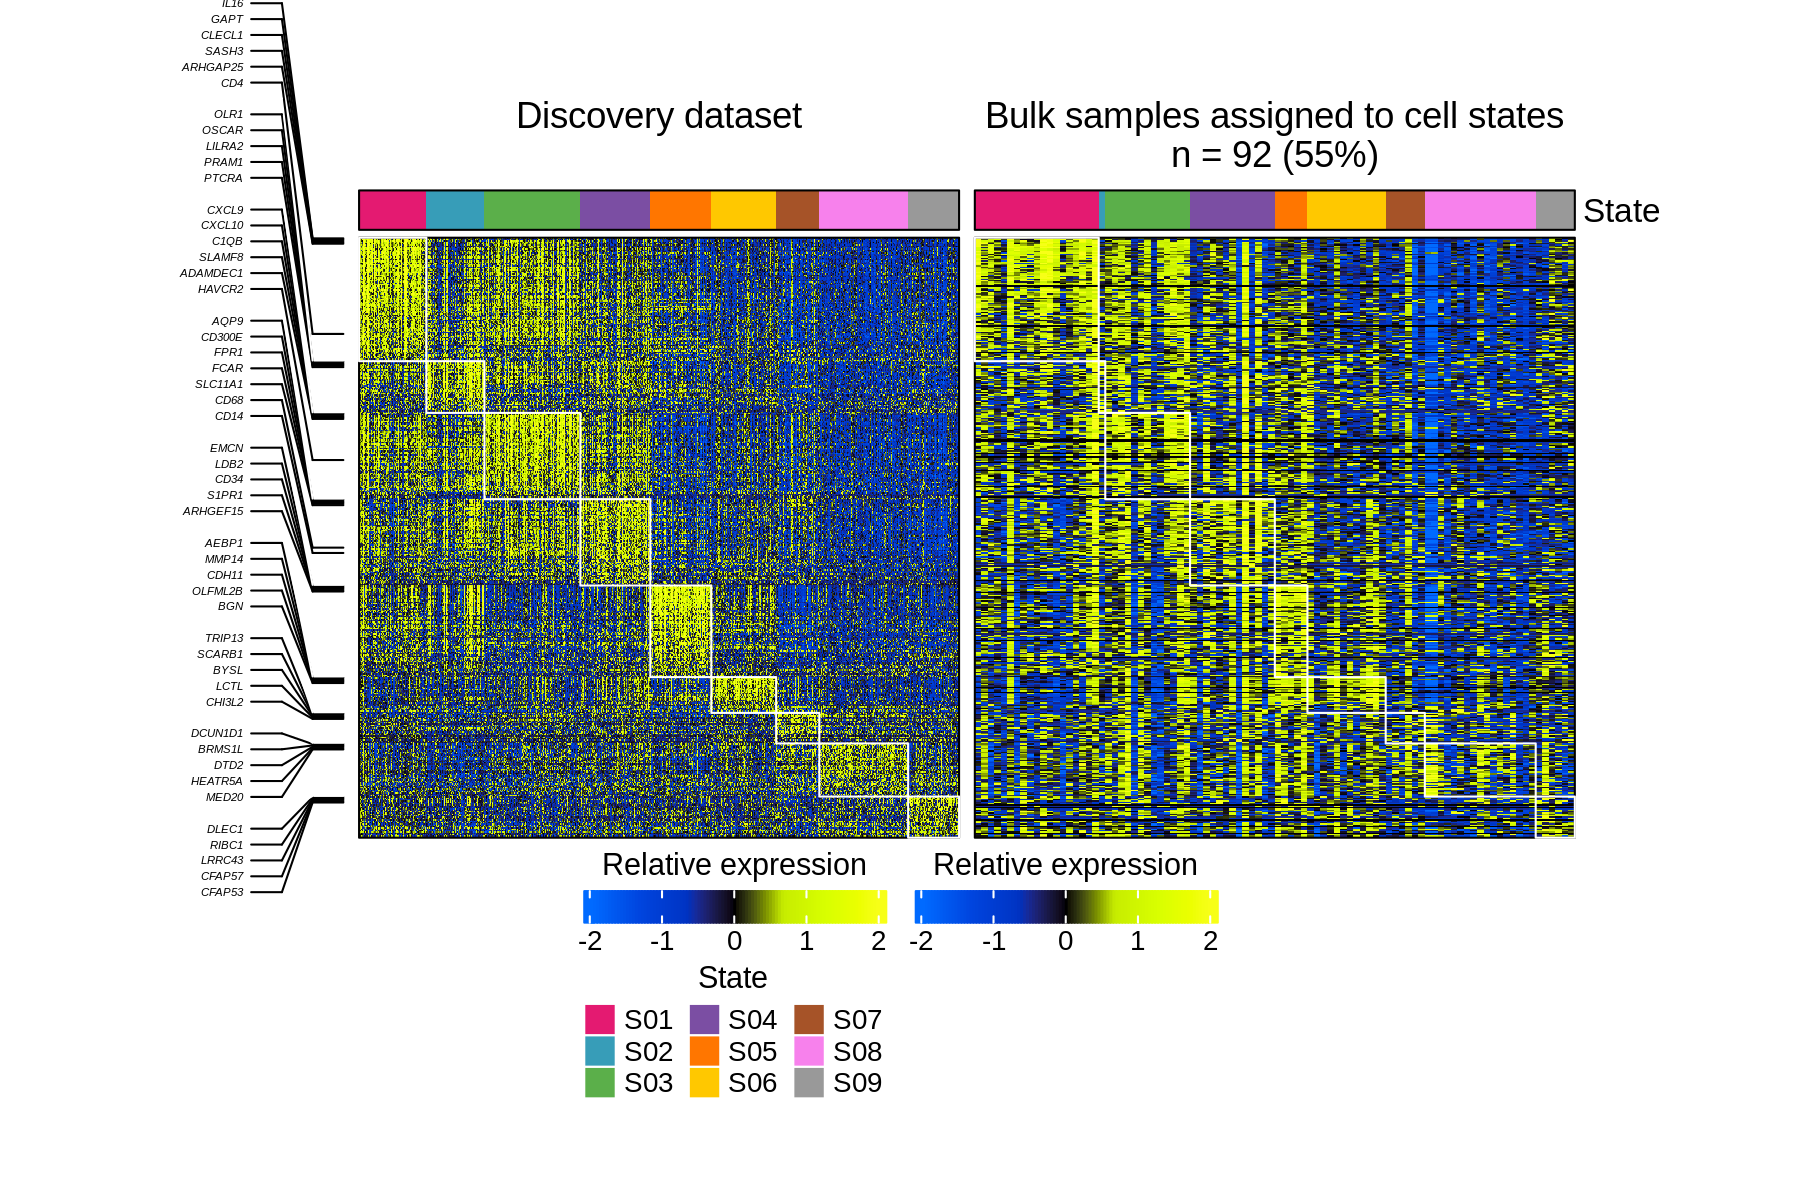 IL16
GAPT
CLECL1
SASH3
ARHGAP25
CD4
OLR1
OSCAR
LILRA2
PRAM1
PTCRA
CXCL9
CXCL10
C1QB
SLAMF8
ADAMDEC1
HAVCR2
AQP9
CD300E
FPR1
FCAR
SLC11A1
CD68
CD14
EMCN
LDB2
CD34
S1PR1
ARHGEF15
AEBP1
MMP14
CDH11
OLFML2B
BGN
TRIP13
SCARB1
BYSL
LCTL
CHI3L2
DCUN1D1
BRMS1L
DTD2
HEATR5A
MED20
DLEC1
RIBC1
LRRC43
CFAP57
CFAP53
Discovery dataset
Bulk samples assigned to cell states
n = 92 (55%)
State
Relative expression
-2 -1 0 1 2
Relative expression
-2 -1 0 1 2
State
S01 S04 S07
S02 S05 S08
S03 S06 S09